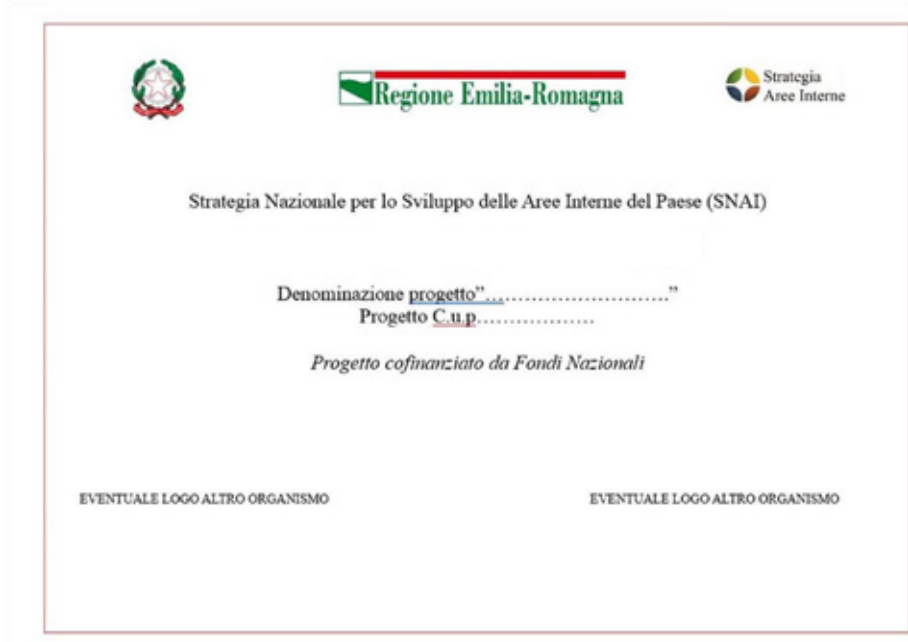 Regione Emilia-Romagna
Strategia
Aree Interne
Strategia Nazionale per lo Sviluppo delle Aree Interne del Paese (SNAI)
Denominazione progetto”……………………….”
Progetto C.u.p………………
Progetto cofinanziato da Fondi Nazionali
EVENTUALE LOGO ALTRO ORGANISMO
EVENTUALE LOGO ALTRO ORGANISMO